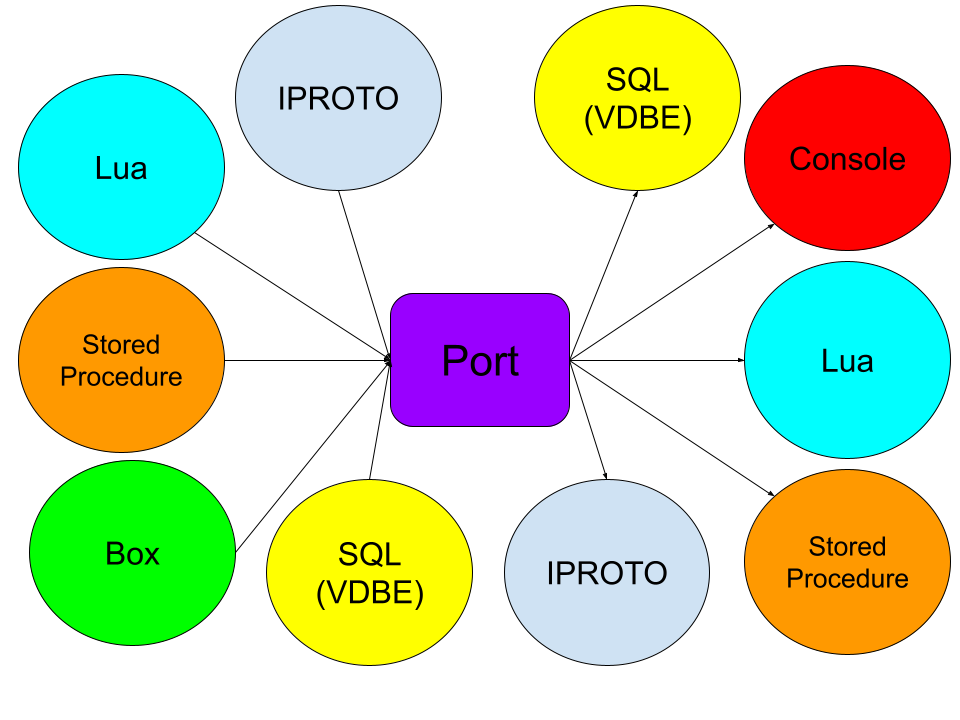 IPROTO
SQL
(VDBE)
Console
Lua
Stored
Procedure
Port
Lua
Box
SQL
(VDBE)
IPROTO
Stored
Procedure